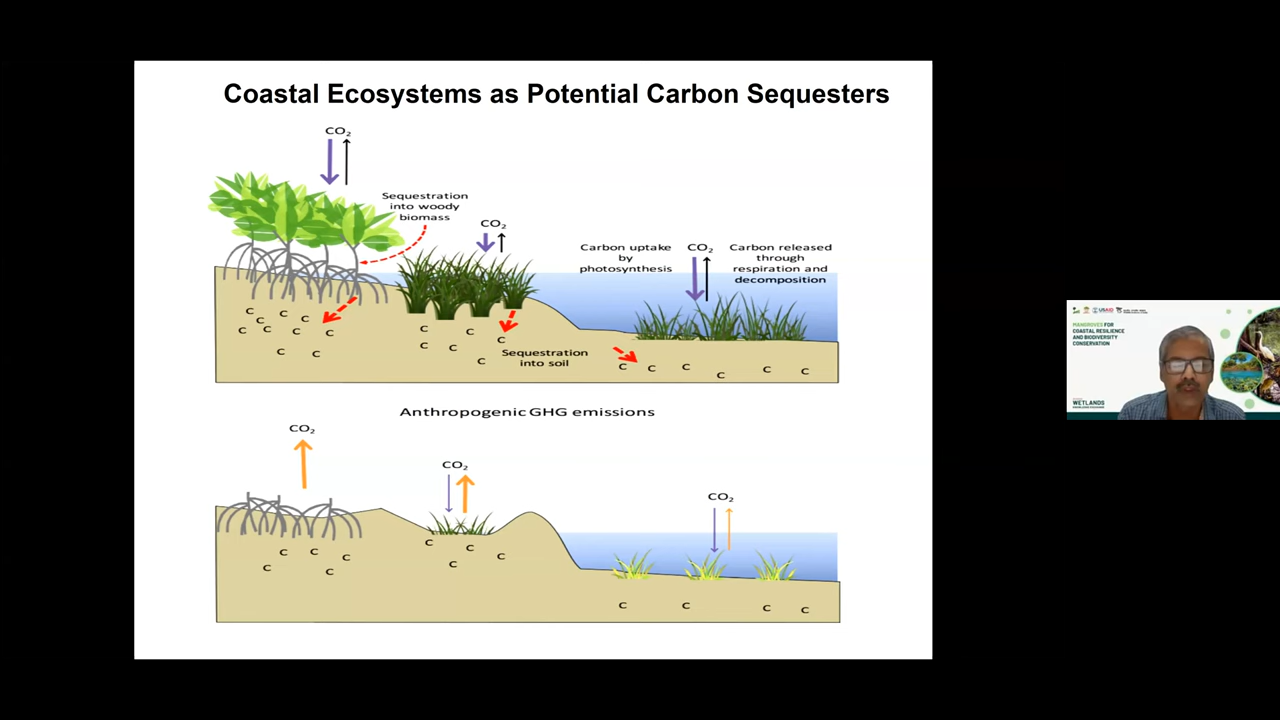 Coastal Ecosystems as Potential Carbon Sequesters
CO₂
Sequestration
into woody
biomass
CO₂
Carbon uptake
by
photosynthesis
CO₂
Carbon released
through
respiration and
decomposition
C C C C C C C C C C
C C C C C C
Sequestration
into soil
C C C C C C
Anthropogenic GHG emissions
CO₂
CO₂
CO₂
C C C C C
C C C C
C C C C
USAID
MANGROVES FOR
COASTAL RESILIENCE
AND BIODIVERSITY
CONSERVATION
WETLANDS